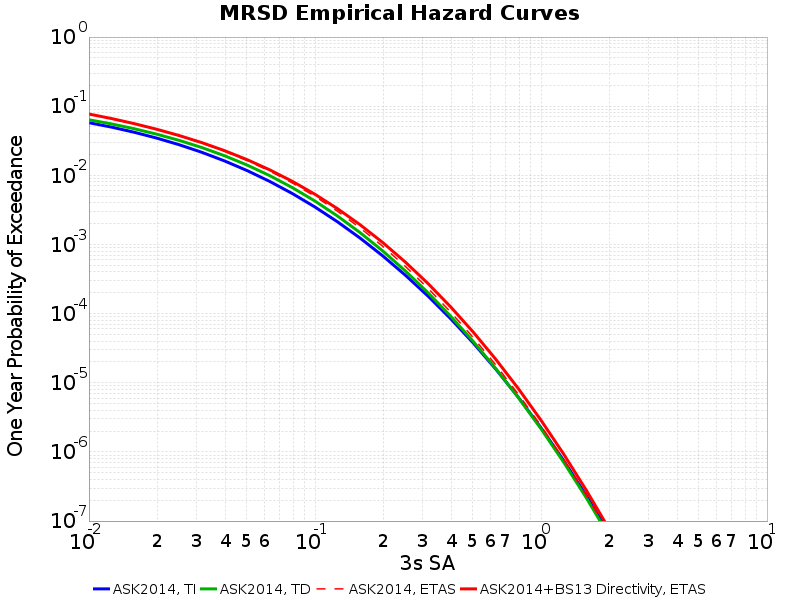 MRSD Empirical Hazard Curves
One Year Probability of Exceedance
10^0
10^-1
10^-2
10^-3
10^-4
10^-5
10^-6
10^-7
10^-2 2 3 4 5 6 10^-1 2 3 4 5 6 7 10^0 2 3 4 5 6 7 10^1
3s SA
ASK2014, TI ASK2014, TD ASK2014, ETAS ASK2014+BS13 Directivity, ETAS